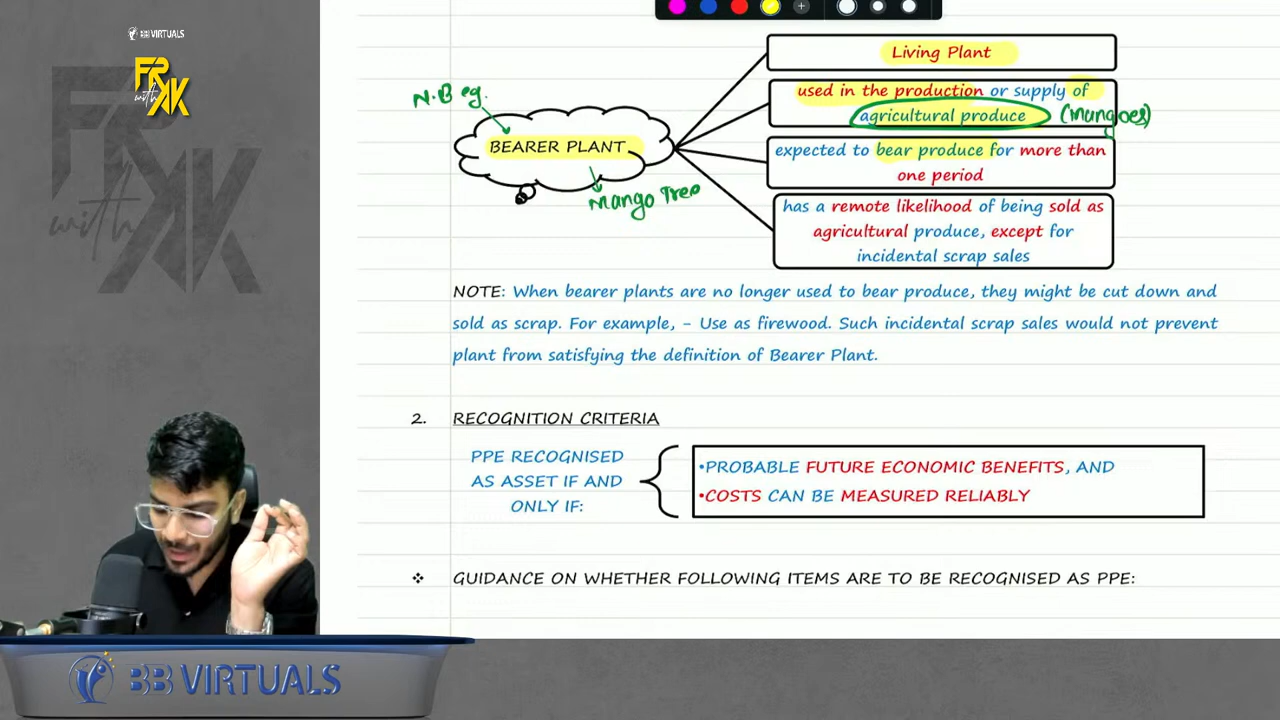 BB VIRTUALS
FR
with
AK
FR
with
AK
N.B eg.
BEARER PLANT
Mango Tree
Living Plant
used in the production or supply of
agricultural produce (Mangoes)
expected to bear produce for more than
one period
has a remote likelihood of being sold as
agricultural produce, except for
incidental scrap sales
NOTE: When bearer plants are no longer used to bear produce, they might be cut down and
sold as scrap. For example, - Use as firewood. Such incidental scrap sales would not prevent
plant from satisfying the definition of Bearer Plant.
2. RECOGNITION CRITERIA
PPE RECOGNISED
AS ASSET IF AND
ONLY IF:
•PROBABLE FUTURE ECONOMIC BENEFITS, AND
•COSTS CAN BE MEASURED RELIABLY
❖ GUIDANCE ON WHETHER FOLLOWING ITEMS ARE TO BE RECOGNISED AS PPE:
BB VIRTUALS